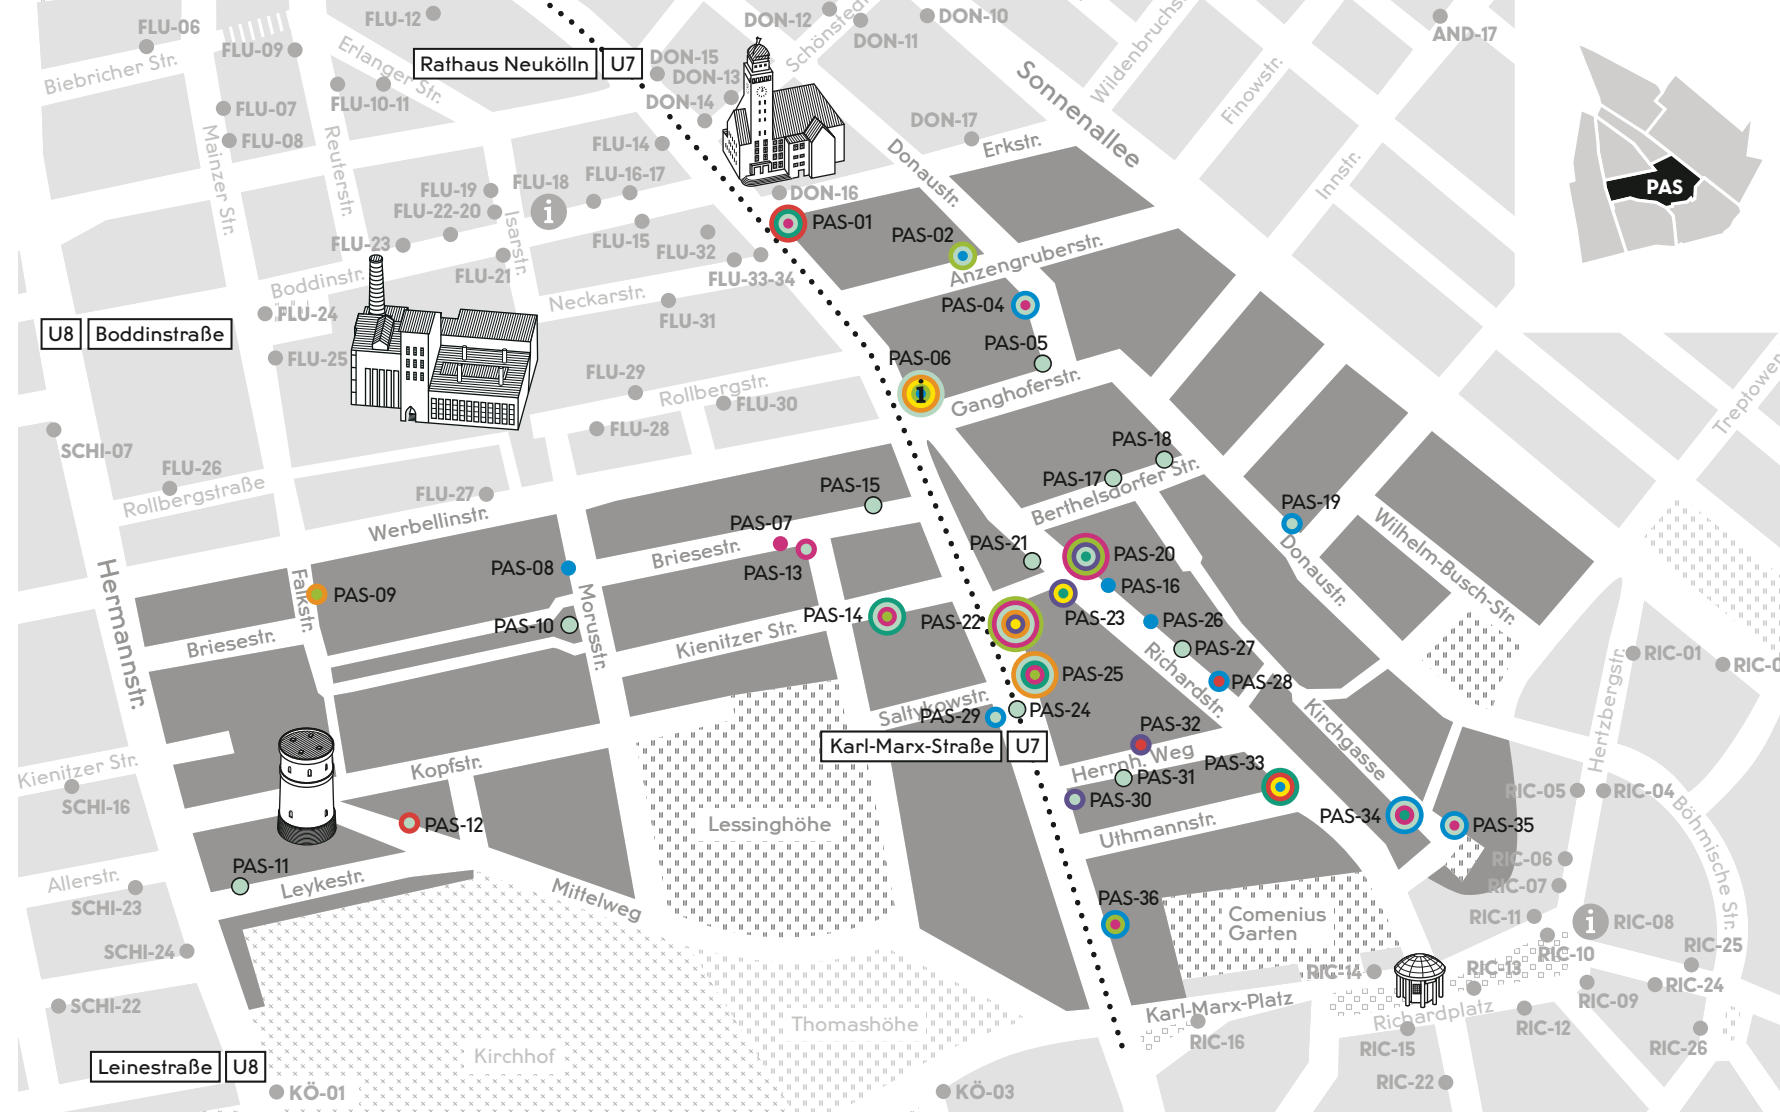 FLU-06
FLU-12
DON-12
DON-10
DON-11
AND-17
FLU-09
Biebricher Str.
Erlanger Str.
Rathaus Neukölln
U7
DON-15
DON-13
DON-14
Wildenbruchs
Finowstr.
Sonnenallee
FLU-10-11
FLU-07
FLU-08
Mainzer Str.
Reuterstr.
FLU-14
DON-17
Erkstr.
Donaustr.
Innstr.
PAS
FLU-19
FLU-18
i
FLU-16-17
FLU-22-20
DON-16
PAS-01
PAS-02
FLU-23
Isarstr.
FLU-15
FLU-32
FLU-21
FLU-33-34
Anzengruberstr.
Boddinstr.
Neckarstr.
FLU-24
FLU-31
PAS-04
U8
Boddinstraße
PAS-05
PAS-06
i
FLU-25
FLU-29
Rollbergstr.
FLU-30
Ganghoferstr.
Treptower
FLU-28
SCHI-07
FLU-26
Rollbergstraße
FLU-27
PAS-18
PAS-17
Berthelsdorfer Str.
PAS-15
PAS-19
Werbellinstr.
PAS-07
Briesestr.
PAS-13
PAS-21
PAS-20
Wilhelm-Busch-Str.
Donaustr.
Hermannstr.
Falkstr.
PAS-08
PAS-16
PAS-09
Morusstr.
PAS-14
PAS-22
PAS-23
PAS-26
PAS-10
Briesestr.
Kienitzer Str.
PAS-27
RIC-01
RIC-0
Hertzbergstr.
Richardstr.
PAS-25
PAS-28
Saltykowstr.
PAS-29
PAS-24
Kirchgasse
PAS-32
Karl-Marx-Straße
U7
Kienitzer Str.
Kopfstr.
Herrnh. Weg
PAS-33
PAS-31
PAS-30
SCHI-16
RIC-05
RIC-04
Böhmische Str.
PAS-12
Lessinghöhe
Uthmannstr.
PAS-34
PAS-35
RIC-06
PAS-11
Leykestr.
Allerstr.
SCHI-23
Mittelweg
PAS-36
RIC-07
Comenius
Garten
RIC-11
i
RIC-08
SCHI-24
RIC-10
RIC-25
RIC-14
RIC-13
RIC-24
RIC-09
SCHI-22
Karl-Marx-Platz
Richardplatz
RIC-12
Thomashöhe
RIC-16
RIC-15
RIC-26
Kirchhof
Leinestraße
U8
RIC-22
KÖ-01
KÖ-03